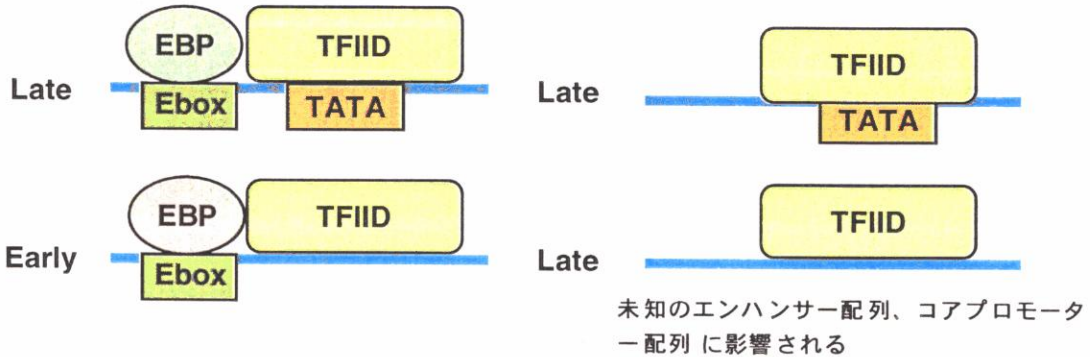 EBP
TFIID
Late
Ebox
TATA
TFIID
Late
TATA
EBP
TFIID
Early
Ebox
TFIID
Late
未知のエンハンサー配列、コアプロモータ
ー配列 に影響される